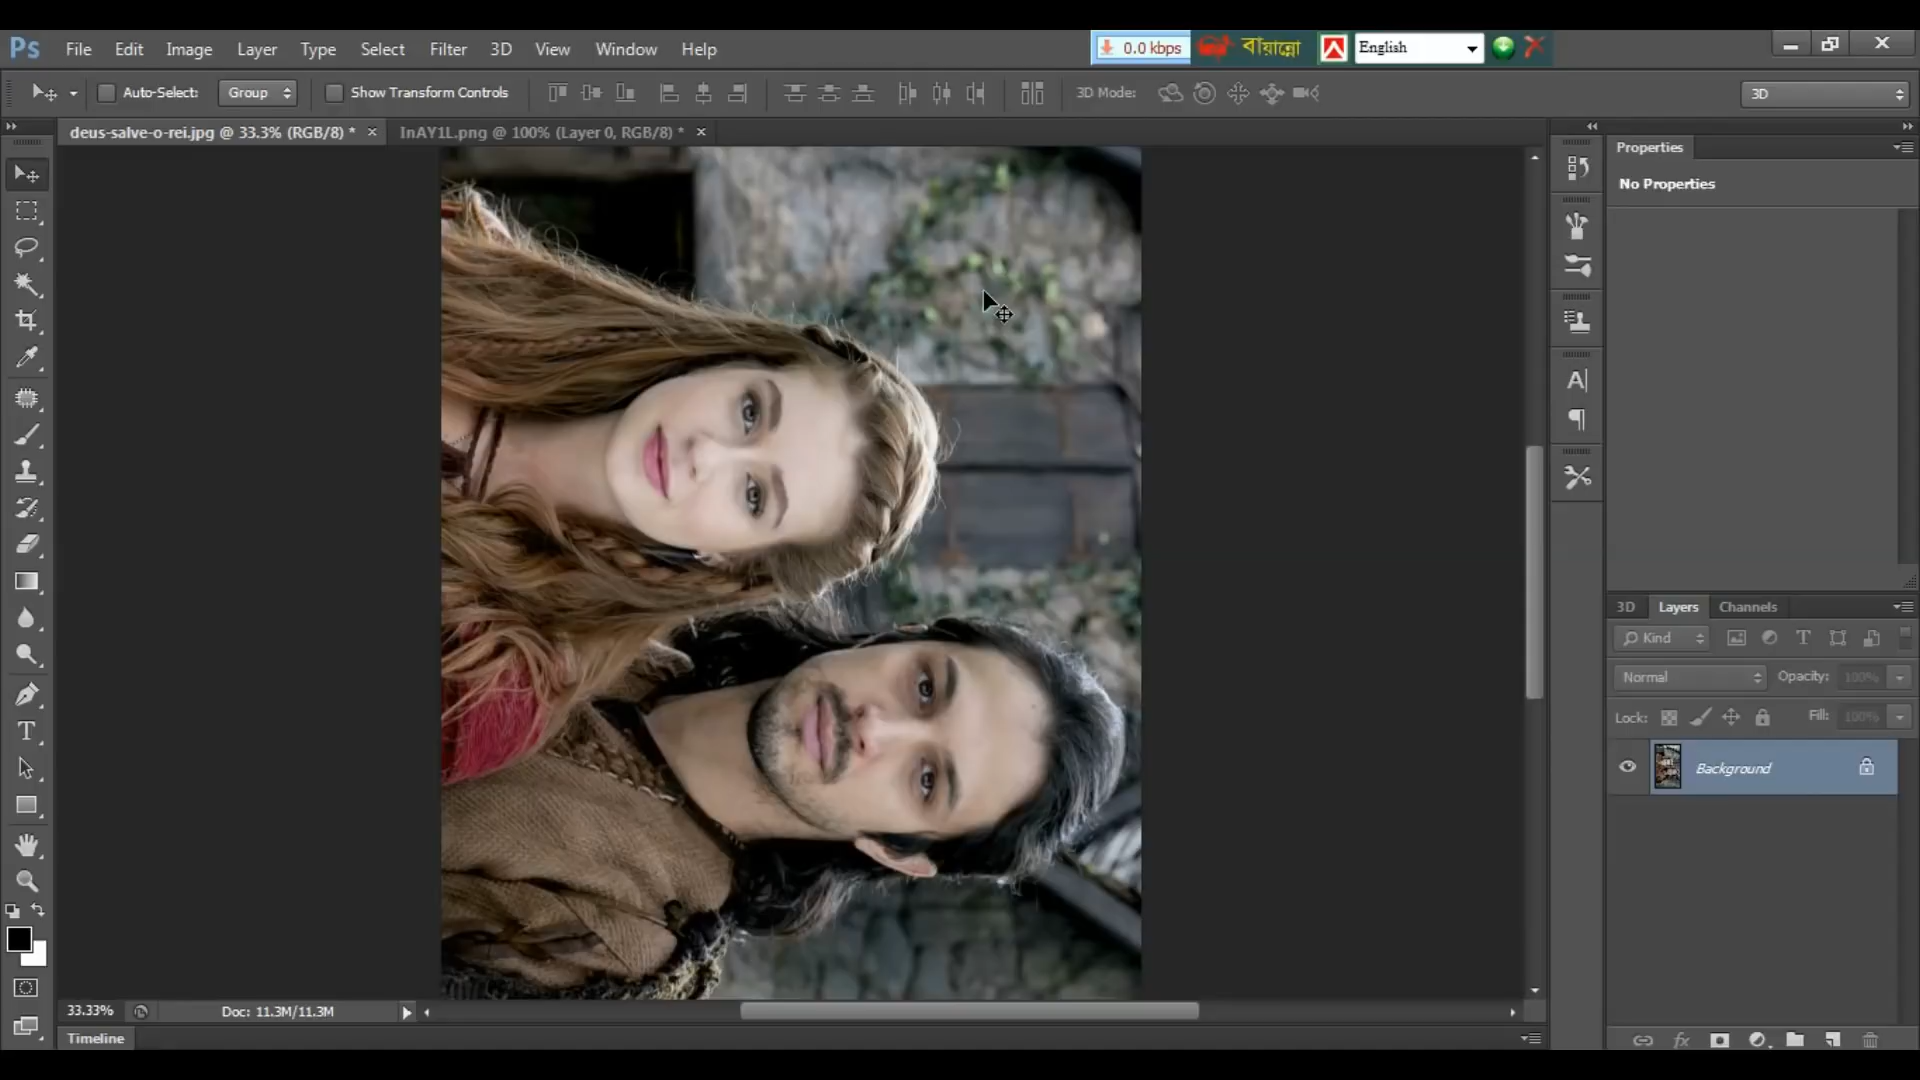 Ps File Edit Image Layer Type Select Filter 3D View Window Help
0.0 kbps বায়ান্নো English
Auto-Select: Group Show Transform Controls 3D Mode: 3D
deus-salve-o-rei.jpg @ 33.3% (RGB/8) * InAY1L.png @ 100% (Layer 0, RGB/8) *
Properties
No Properties
3D Layers Channels
Kind
Normal Opacity: 100%
Lock: Fill: 100%
Background
33.33% Doc: 11.3M/11.3M
Timeline